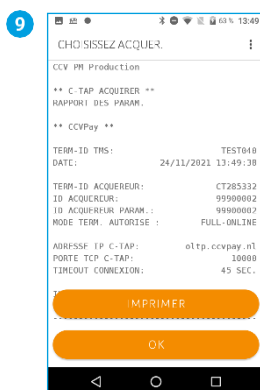 9
63 % 13:49
CHOISISSEZ ACQUER.
CCV PM Production
** C-TAP ACQUIRER **
RAPPORT DES PARAM.
** CCVPay **
TERM-ID TMS: TEST040
DATE: 24/11/2021 13:49:38
TERM-ID ACQUEREUR: CT285332
ID ACQUEREUR: 99900002
ID ACQUEREUR PARAM.: 99900002
MODE TERM. AUTORISE : FULL-ONLINE
ADRESSE IP C-TAP: oltp.ccvpay.nl
PORTE TCP C-TAP: 10000
TIMEOUT CONNEXION: 45 SEC.
IMPRIMER
OK